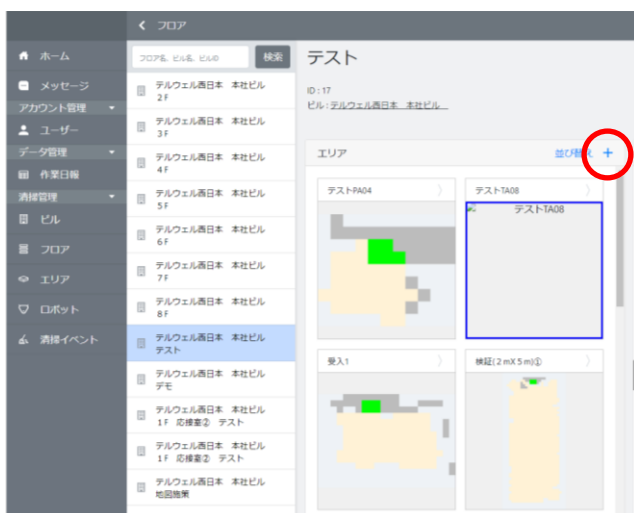 フロア
ホーム
メッセージ
アカウント管理
ユーザー
データ管理
作業日報
清掃管理
ビル
フロア
エリア
ロボット
清掃イベント
フロア名、ビル名、ビルID
検索
テルウェル西日本　本社ビル
2F
テルウェル西日本　本社ビル
3F
テルウェル西日本　本社ビル
4F
テルウェル西日本　本社ビル
5F
テルウェル西日本　本社ビル
6F
テルウェル西日本　本社ビル
7F
テルウェル西日本　本社ビル
8F
テルウェル西日本　本社ビル
テスト
テルウェル西日本　本社ビル
デモ
テルウェル西日本　本社ビル
1F　応接室②　テスト
テルウェル西日本　本社ビル
1F　応接室②　テスト
テルウェル西日本　本社ビル
地図施策
テスト
ID : 17
ビル : テルウェル西日本　本社ビル
エリア
並び替え +
テストPA04
テストTA08
テストTA08
受入1
検証(2mX5m)①